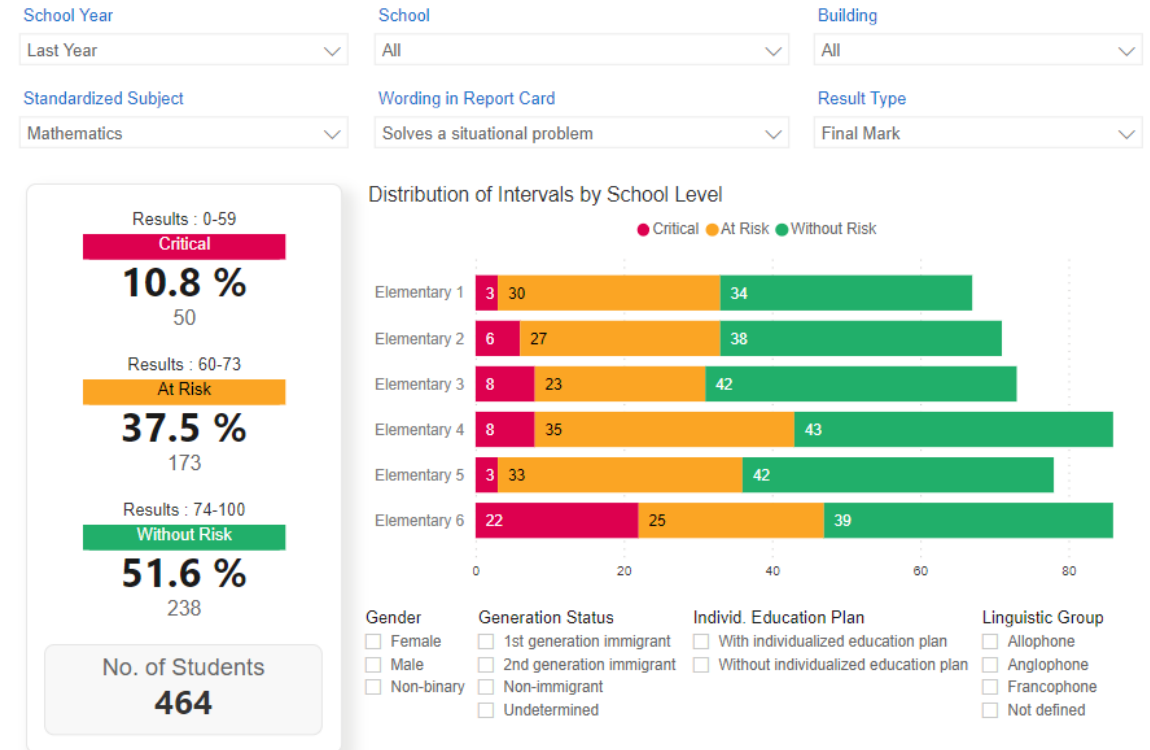 School Year
School
Building
Last Year
All
All
Standardized Subject
Wording in Report Card
Result Type
Mathematics
Solves a situational problem
Final Mark
Results : 0-59
Critical
10.8 %
50
Results : 60-73
At Risk
37.5 %
173
Results : 74-100
Without Risk
51.6 %
238
No. of Students
464
Distribution of Intervals by School Level
Critical At Risk Without Risk
Elementary 1 3 30 34
Elementary 2 6 27 38
Elementary 3 8 23 42
Elementary 4 8 35 43
Elementary 5 3 33 42
Elementary 6 22 25 39
0 20 40 60 80
Gender
Female
Male
Non-binary
Generation Status
1st generation immigrant
2nd generation immigrant
Non-immigrant
Undetermined
Individ. Education Plan
With individualized education plan
Without individualized education plan
Linguistic Group
Allophone
Anglophone
Francophone
Not defined